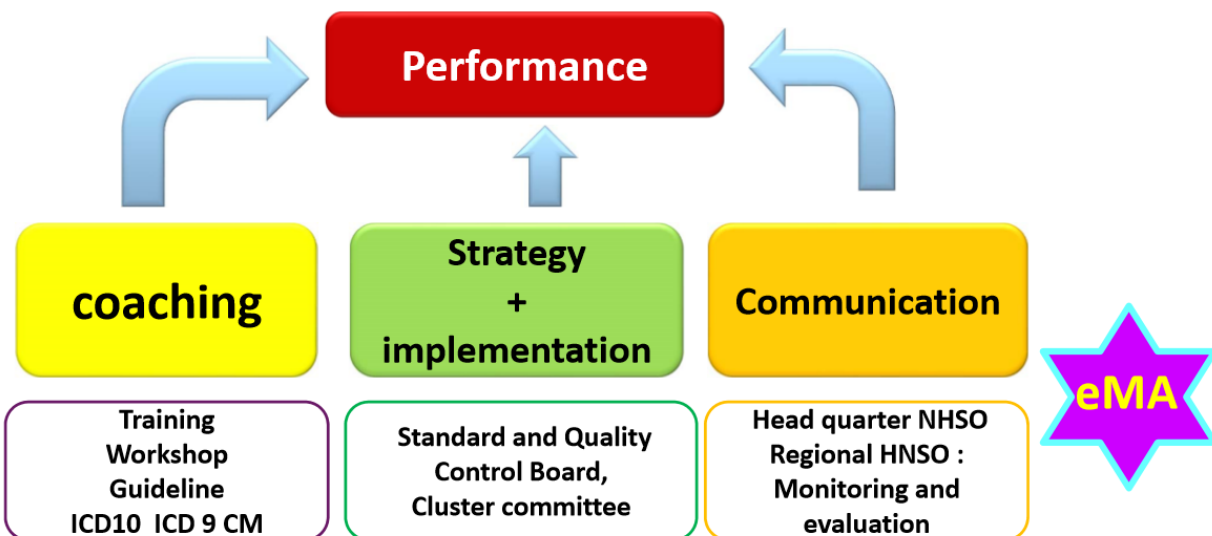 Performance
coaching
Strategy
+
implementation
Communication
eMA
Training
Workshop
Guideline
ICD10 ICD 9 CM
Standard and Quality
Control Board,
Cluster committee
Head quarter NHSO
Regional HNSO :
Monitoring and
evaluation